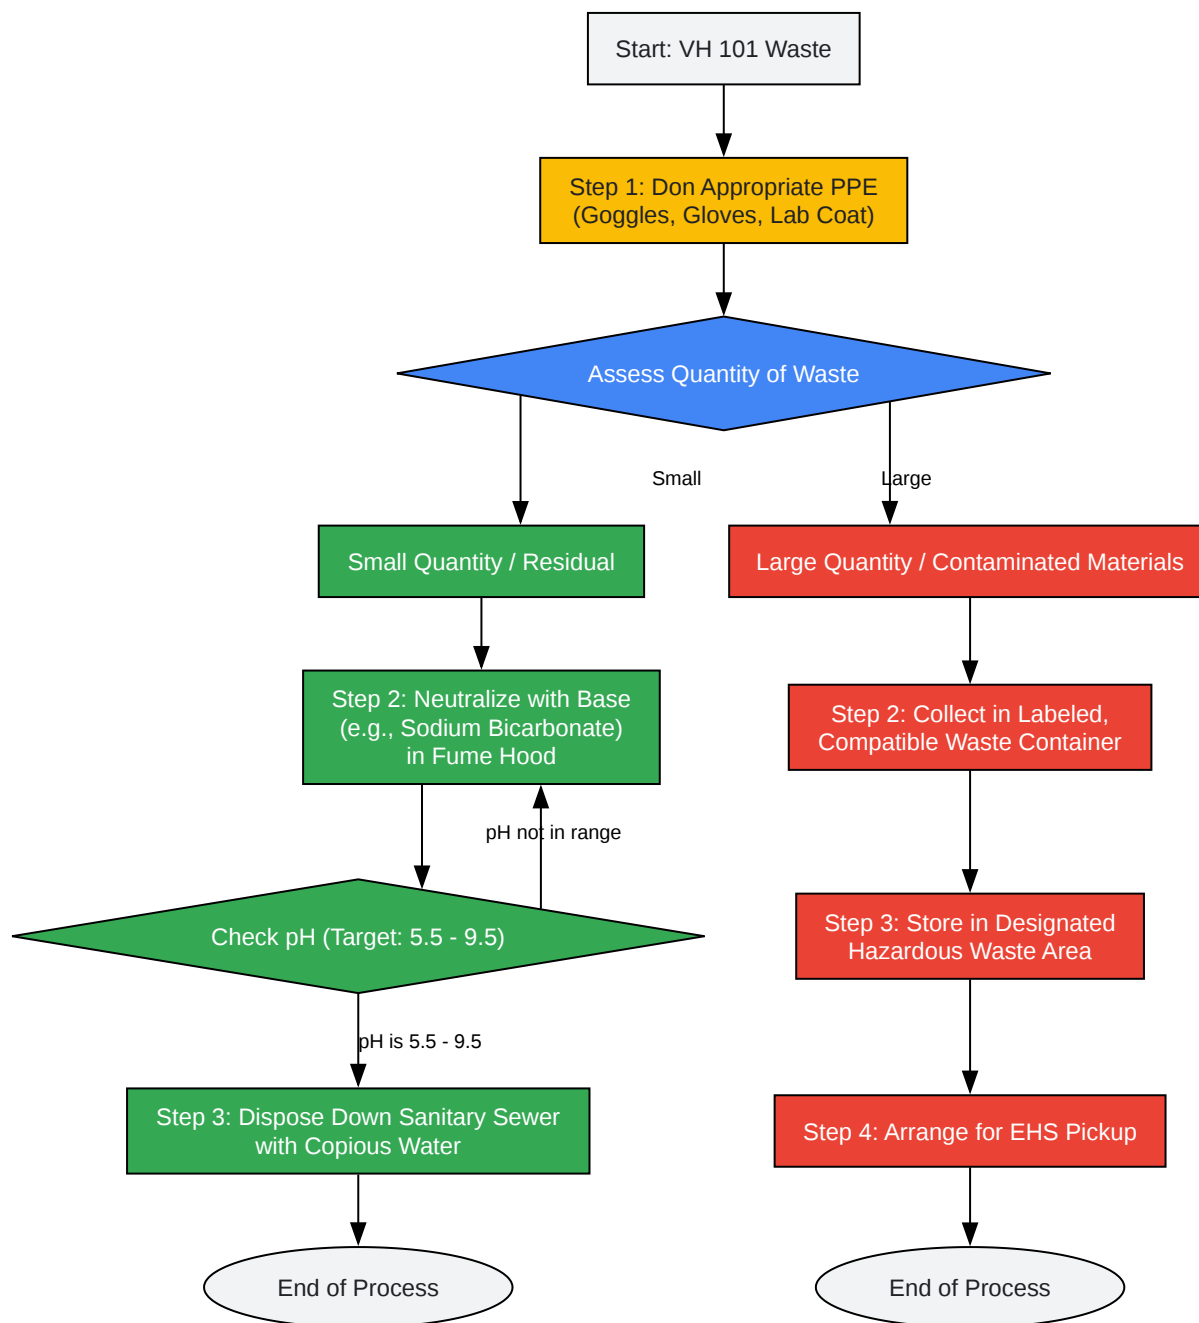 Start: VH 101 Waste
Step 1: Don Appropriate PPE
(Goggles, Gloves, Lab Coat)
Assess Quantity of Waste
Small
Large
Small Quantity / Residual
Large Quantity / Contaminated Materials
Step 2: Neutralize with Base
(e.g., Sodium Bicarbonate)
in Fume Hood
Step 2: Collect in Labeled,
Compatible Waste Container
pH not in range
Check pH (Target: 5.5 - 9.5)
Step 3: Store in Designated
Hazardous Waste Area
pH is 5.5 - 9.5
Step 3: Dispose Down Sanitary Sewer
with Copious Water
Step 4: Arrange for EHS Pickup
End of Process
End of Process